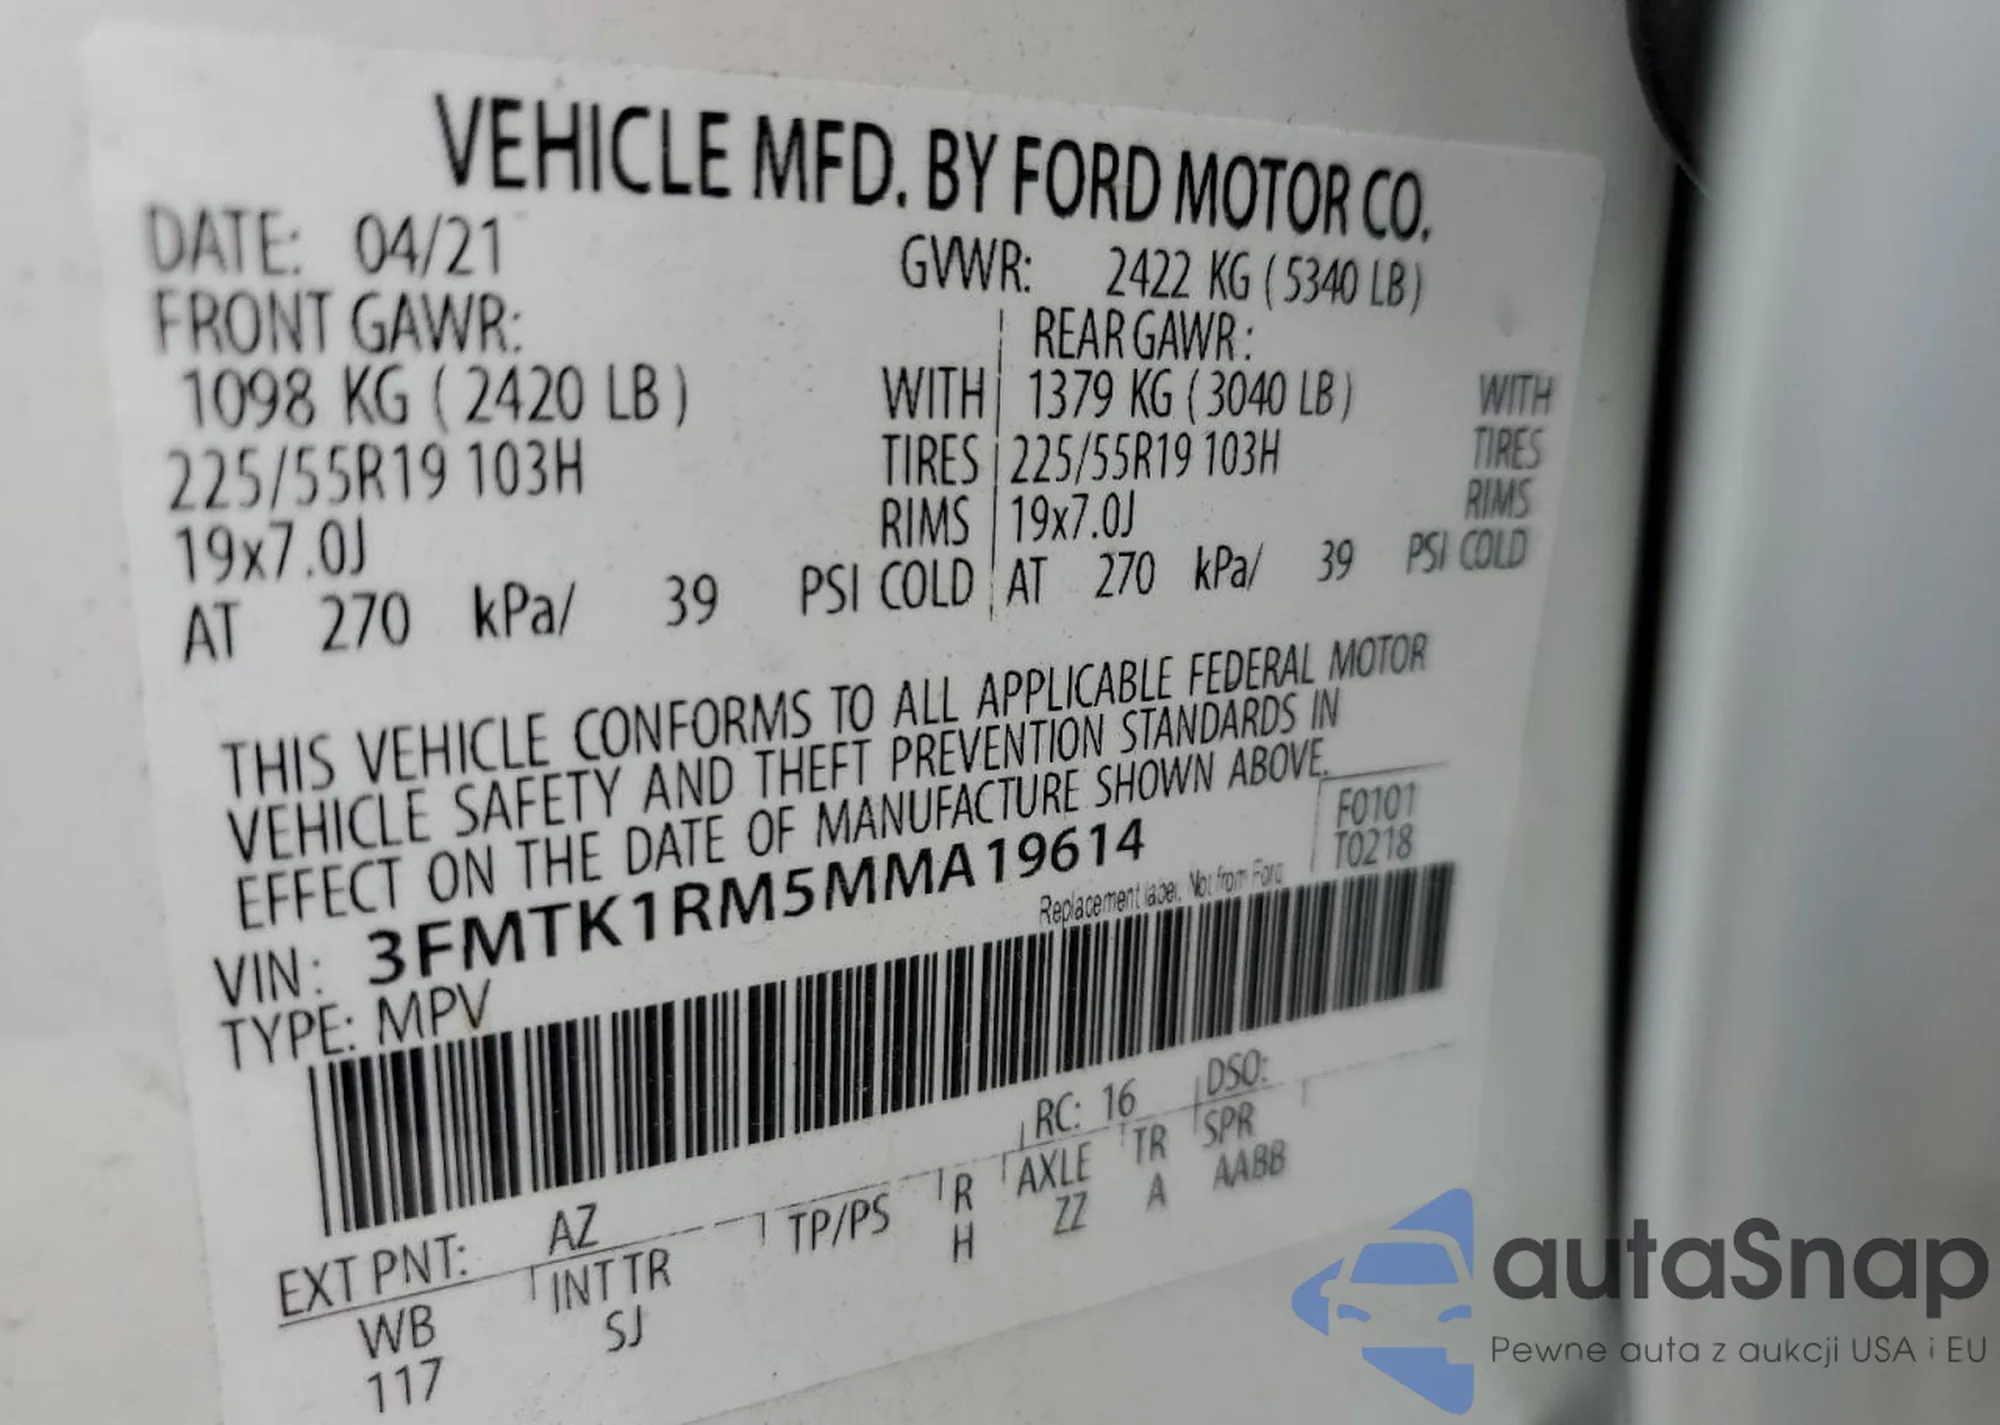 VEHICLE MFD. BY FORD MOTOR CO.
DATE: 04/21 GVWR: 2422 KG ( 5340 LB )
FRONT GAWR: REAR GAWR:
1098 KG ( 2420 LB ) WITH 1379 KG ( 3040 LB ) WITH
225/55R19 103H TIRES 225/55R19 103H TIRES
19x7.0J RIMS 19x7.0J RIMS
AT 270 kPa/ 39 PSI COLD AT 270 kPa/ 39 PSI COLD
THIS VEHICLE CONFORMS TO ALL APPLICABLE FEDERAL MOTOR
VEHICLE SAFETY AND THEFT PREVENTION STANDARDS IN
EFFECT ON THE DATE OF MANUFACTURE SHOWN ABOVE.
F0101
T0218
VIN: 3FMTK1RM5MMA19614
Replacement label. Not from Ford
TYPE: MPV
RC: 16 DSO:
EXT PNT: AZ
WB INT TR TP/PS R AXLE TR SPR
117 SJ H ZZ A AABB
autaSnap
Pewne auta z aukcji USA i EU